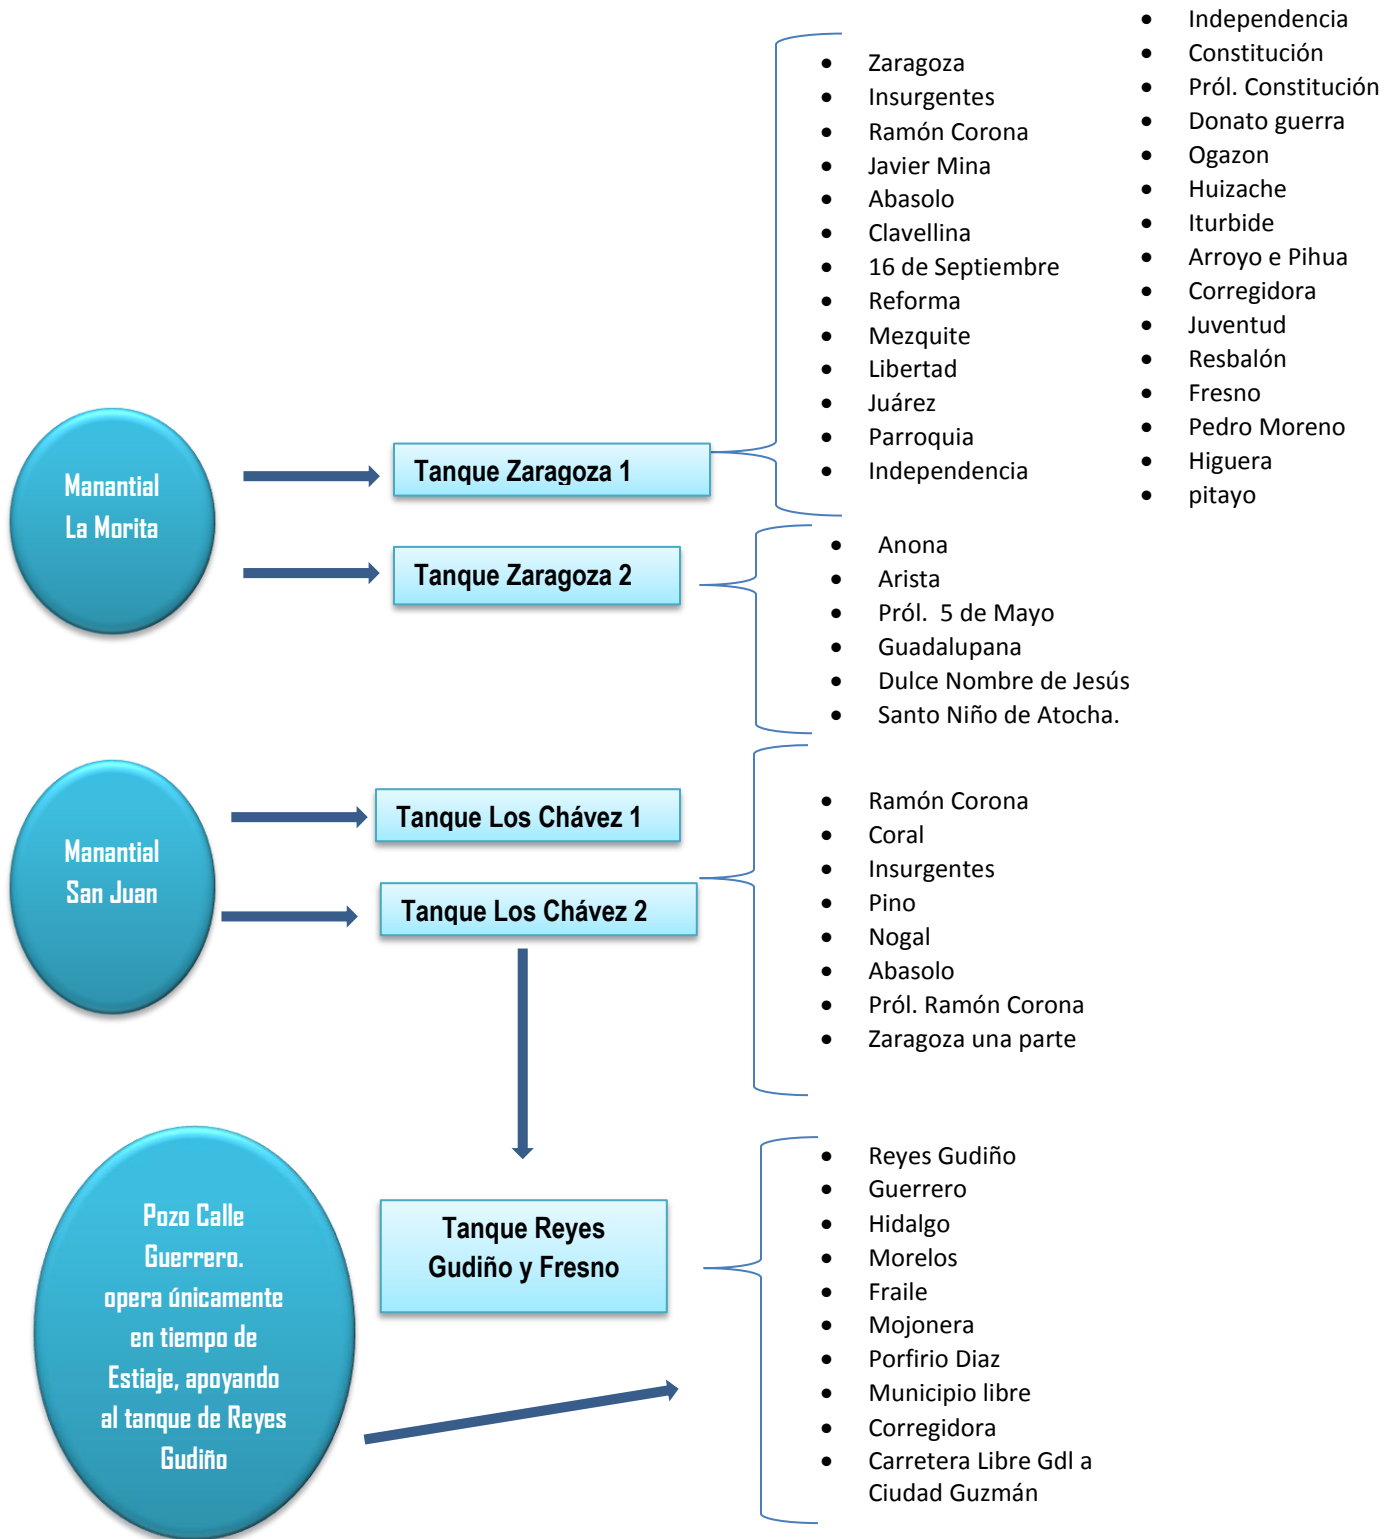 Manantial
La Morita
Tanque Zaragoza 1
Zaragoza
Insurgentes
Ramón Corona
Javier Mina
Abasolo
Clavellina
16 de Septiembre
Reforma
Mezquite
Libertad
Juárez
Parroquia
Independencia
Independencia
Constitución
Pról. Constitución
Donato guerra
Ogazon
Huizache
Iturbide
Arroyo e Pihua
Corregidora
Juventud
Resbalón
Fresno
Pedro Moreno
Higuera
pitayo
Tanque Zaragoza 2
Anona
Arista
Pról. 5 de Mayo
Guadalupana
Dulce Nombre de Jesús
Santo Niño de Atocha.
Manantial
San Juan
Tanque Los Chávez 1
Tanque Los Chávez 2
Ramón Corona
Coral
Insurgentes
Pino
Nogal
Abasolo
Pról. Ramón Corona
Zaragoza una parte
Pozo Calle
Guerrero.
opera únicamente
en tiempo de
Estiaje, apoyando
al tanque de Reyes
Gudiño
Tanque Reyes
Gudiño y Fresno
Reyes Gudiño
Guerrero
Hidalgo
Morelos
Fraile
Mojonera
Porfirio Diaz
Municipio libre
Corregidora
Carretera Libre Gdl a
Ciudad Guzmán